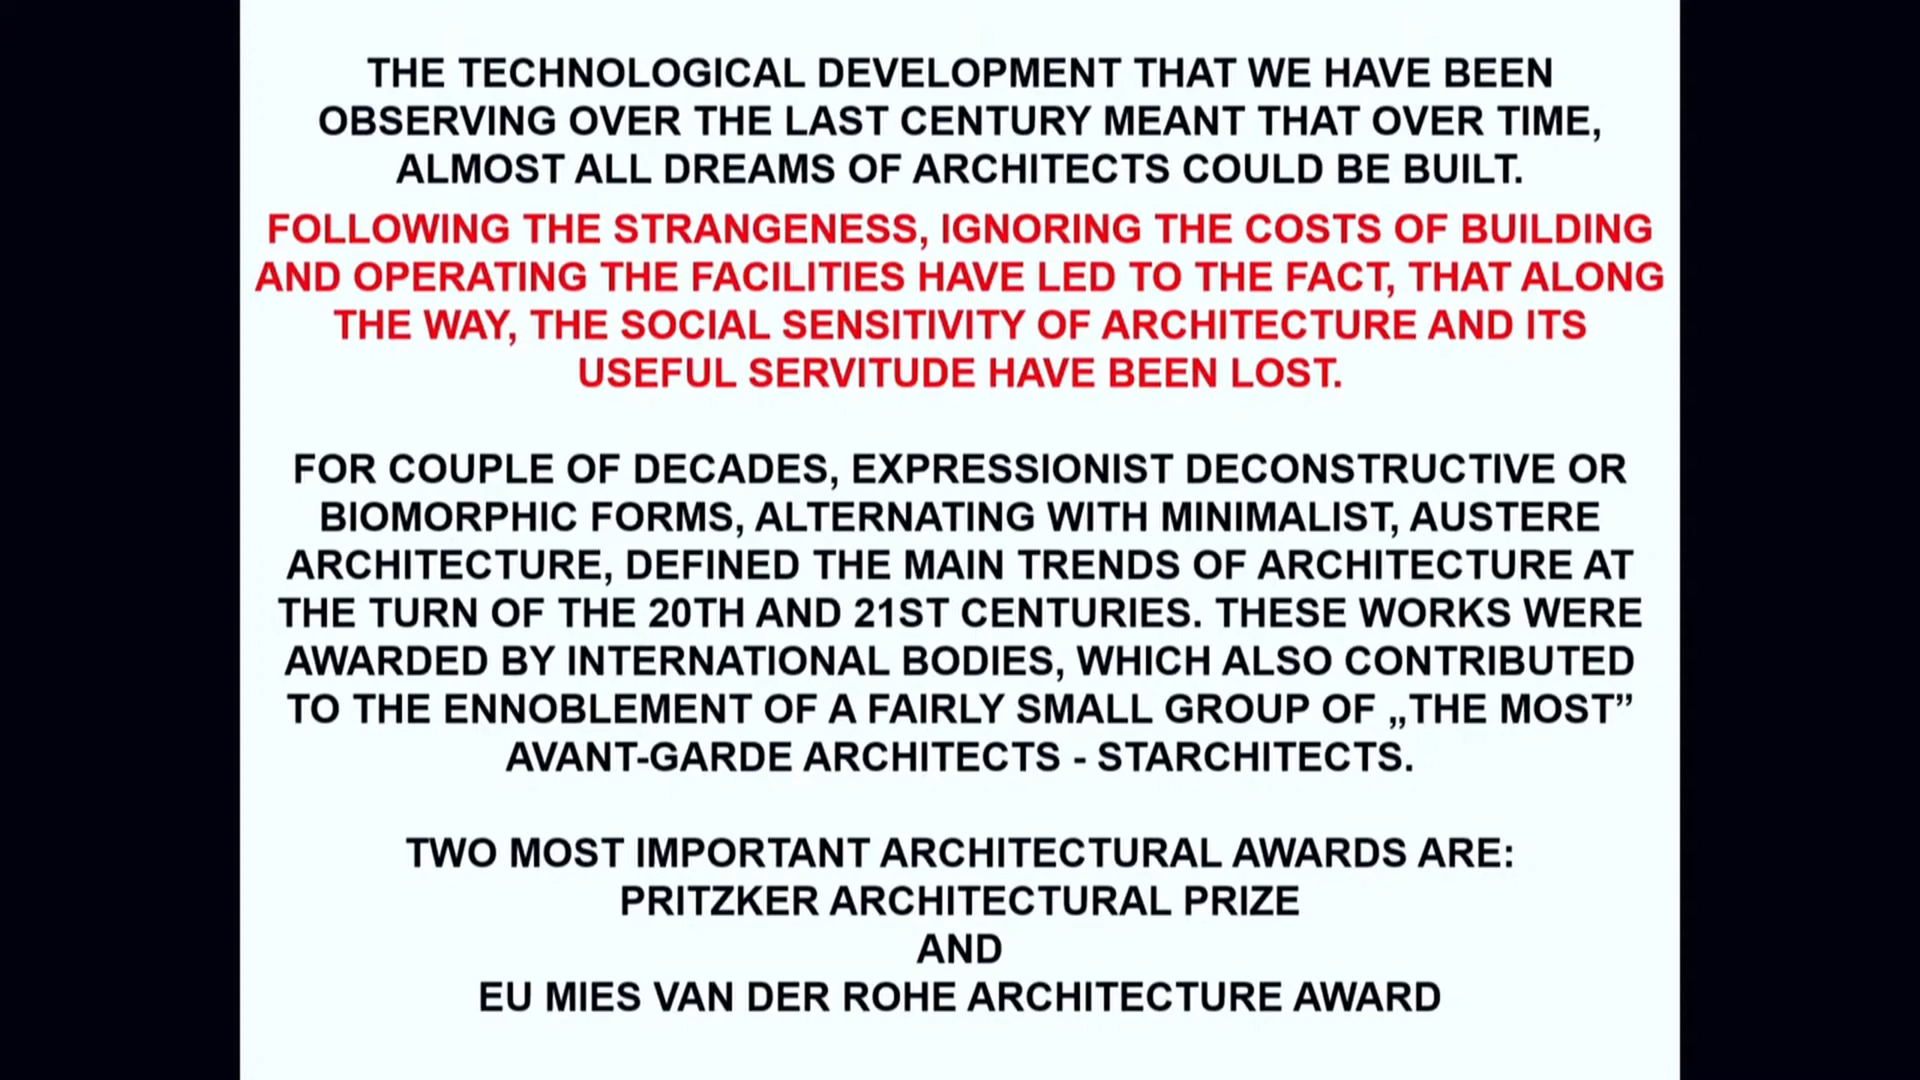 THE TECHNOLOGICAL DEVELOPMENT THAT WE HAVE BEEN
OBSERVING OVER THE LAST CENTURY MEANT THAT OVER TIME,
ALMOST ALL DREAMS OF ARCHITECTS COULD BE BUILT.
FOLLOWING THE STRANGENESS, IGNORING THE COSTS OF BUILDING
AND OPERATING THE FACILITIES HAVE LED TO THE FACT, THAT ALONG
THE WAY, THE SOCIAL SENSITIVITY OF ARCHITECTURE AND ITS
USEFUL SERVITUDE HAVE BEEN LOST.
FOR COUPLE OF DECADES, EXPRESSIONIST DECONSTRUCTIVE OR
BIOMORPHIC FORMS, ALTERNATING WITH MINIMALIST, AUSTERE
ARCHITECTURE, DEFINED THE MAIN TRENDS OF ARCHITECTURE AT
THE TURN OF THE 20TH AND 21ST CENTURIES. THESE WORKS WERE
AWARDED BY INTERNATIONAL BODIES, WHICH ALSO CONTRIBUTED
TO THE ENNOBLEMENT OF A FAIRLY SMALL GROUP OF „THE MOST”
AVANT-GARDE ARCHITECTS - STARCHITECTS.
TWO MOST IMPORTANT ARCHITECTURAL AWARDS ARE:
PRITZKER ARCHITECTURAL PRIZE
AND
EU MIES VAN DER ROHE ARCHITECTURE AWARD